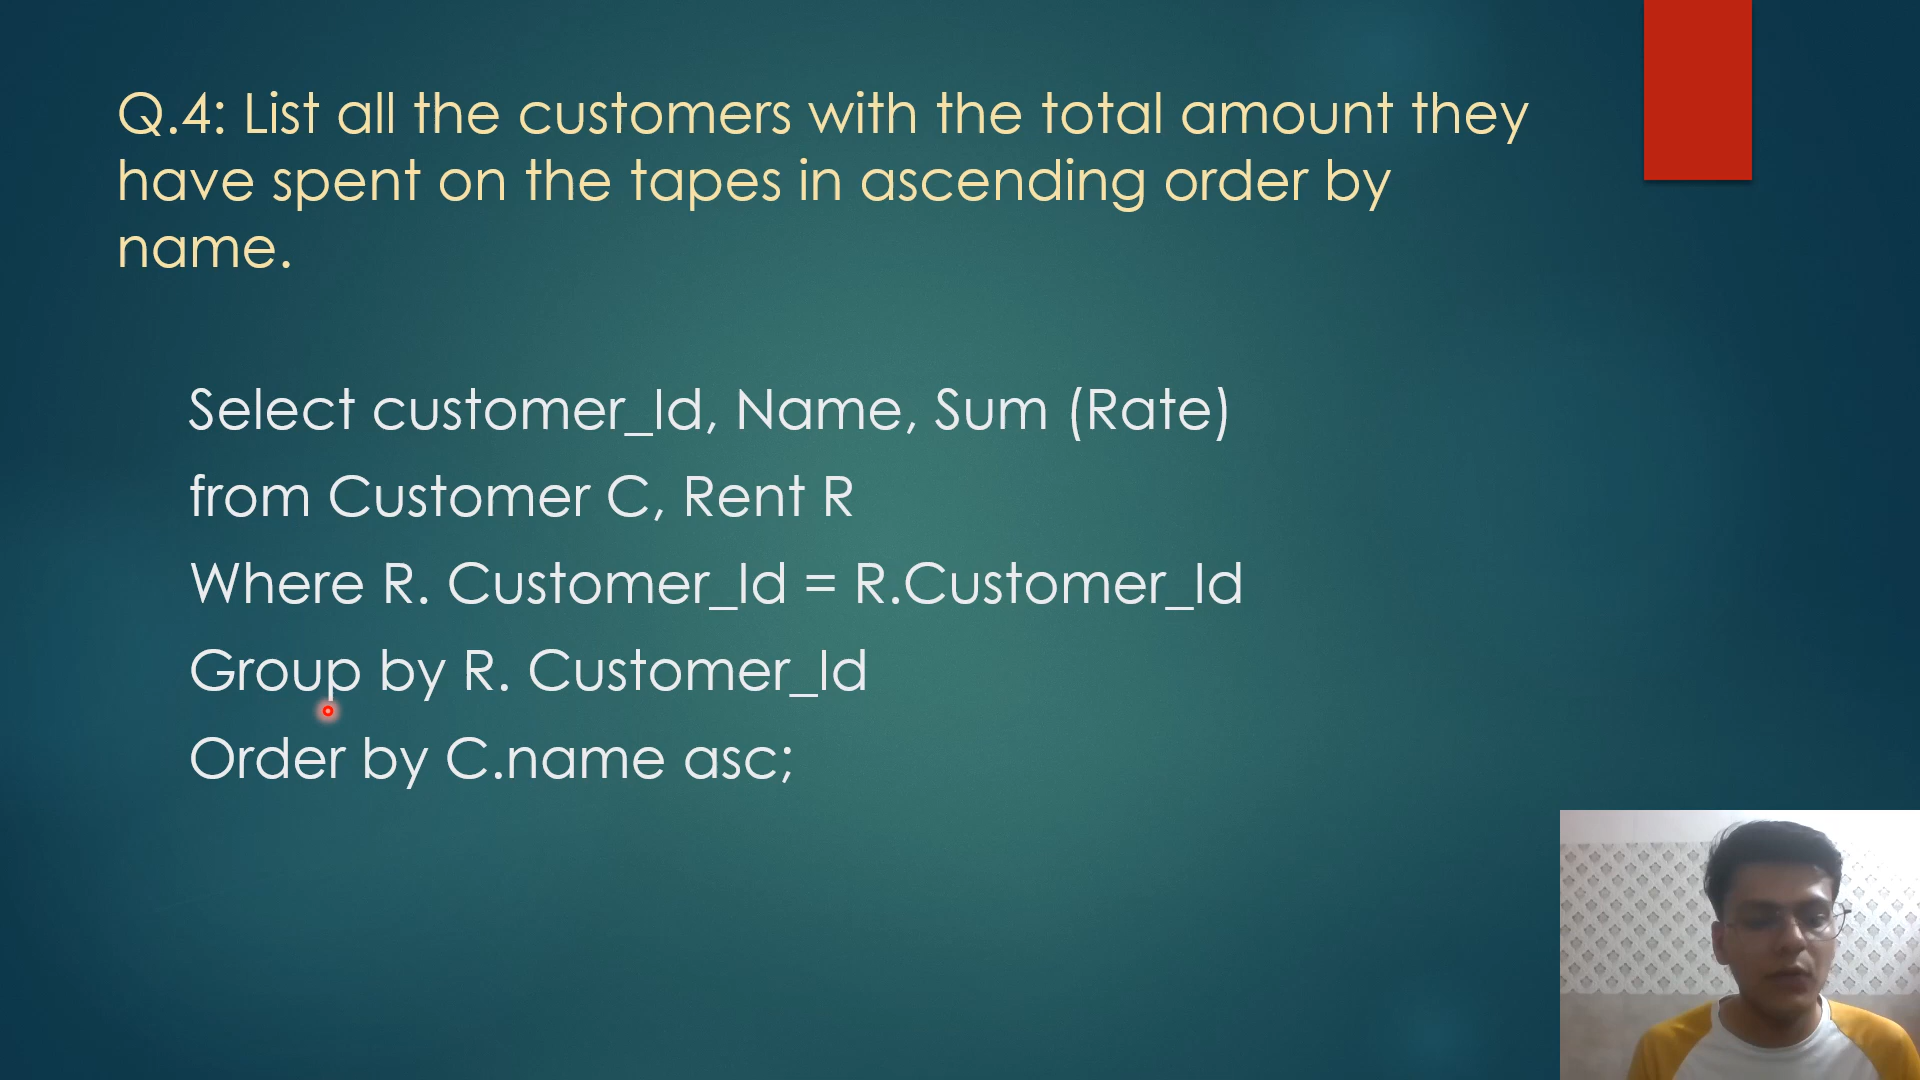 Q.4: List all the customers with the total amount they
have spent on the tapes in ascending order by
name.
Select customer_Id, Name, Sum (Rate)
from Customer C, Rent R
Where R. Customer_Id = R.Customer_Id
Group by R. Customer_Id
Order by C.name asc;